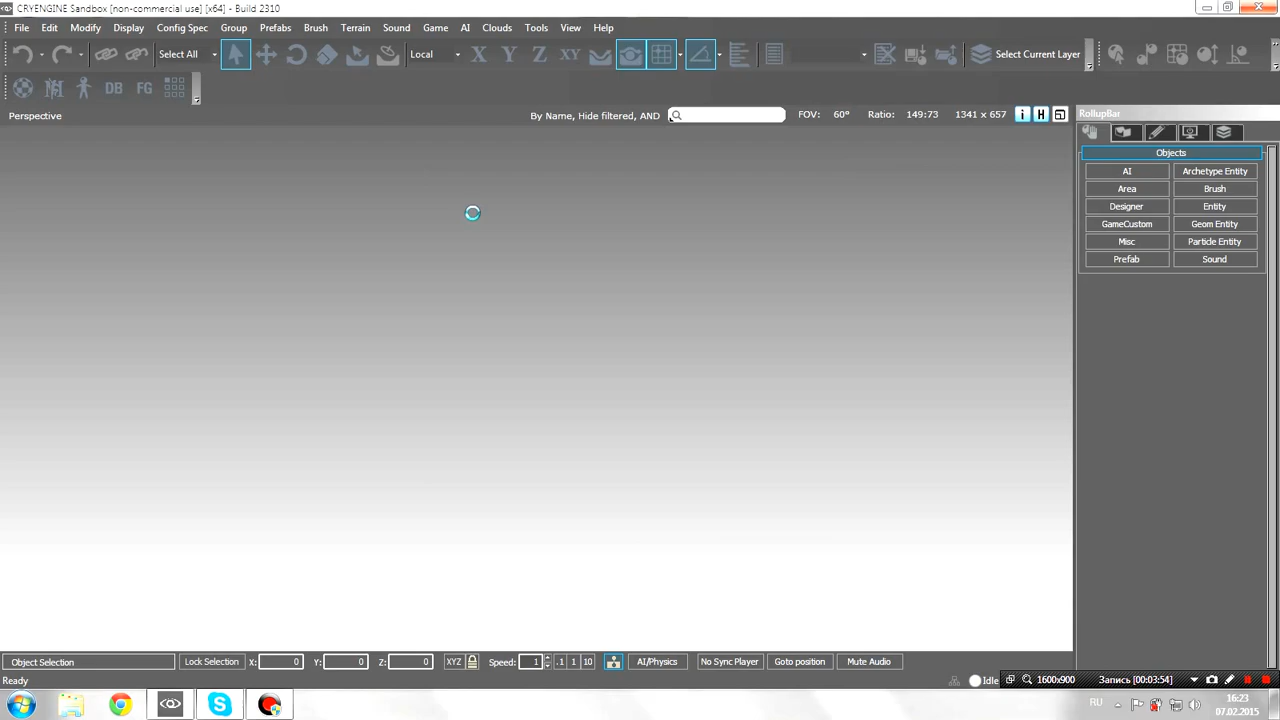 CRYENGINE Sandbox [non-commercial use] [x64] - Build 2310
File Edit Modify Display Config Spec Group Prefabs Brush Terrain Sound Game AI Clouds Tools View Help
Select All Local X Y Z XY Select Current Layer
DB FG
Perspective By Name, Hide filtered, AND FOV: 60° Ratio: 149:73 1341 x 657 i H
RollupBar
Objects
AI Archetype Entity
Area Brush
Designer Entity
GameCustom Geom Entity
Misc Particle Entity
Prefab Sound
Object Selection Lock Selection X: 0 Y: 0 Z: 0 XYZ Speed: 1 .1 1 10 AI/Physics No Sync Player Goto position Mute Audio
Ready Idle 1600x900 Запись [00:03:54]
RU 16:23
07.02.2015